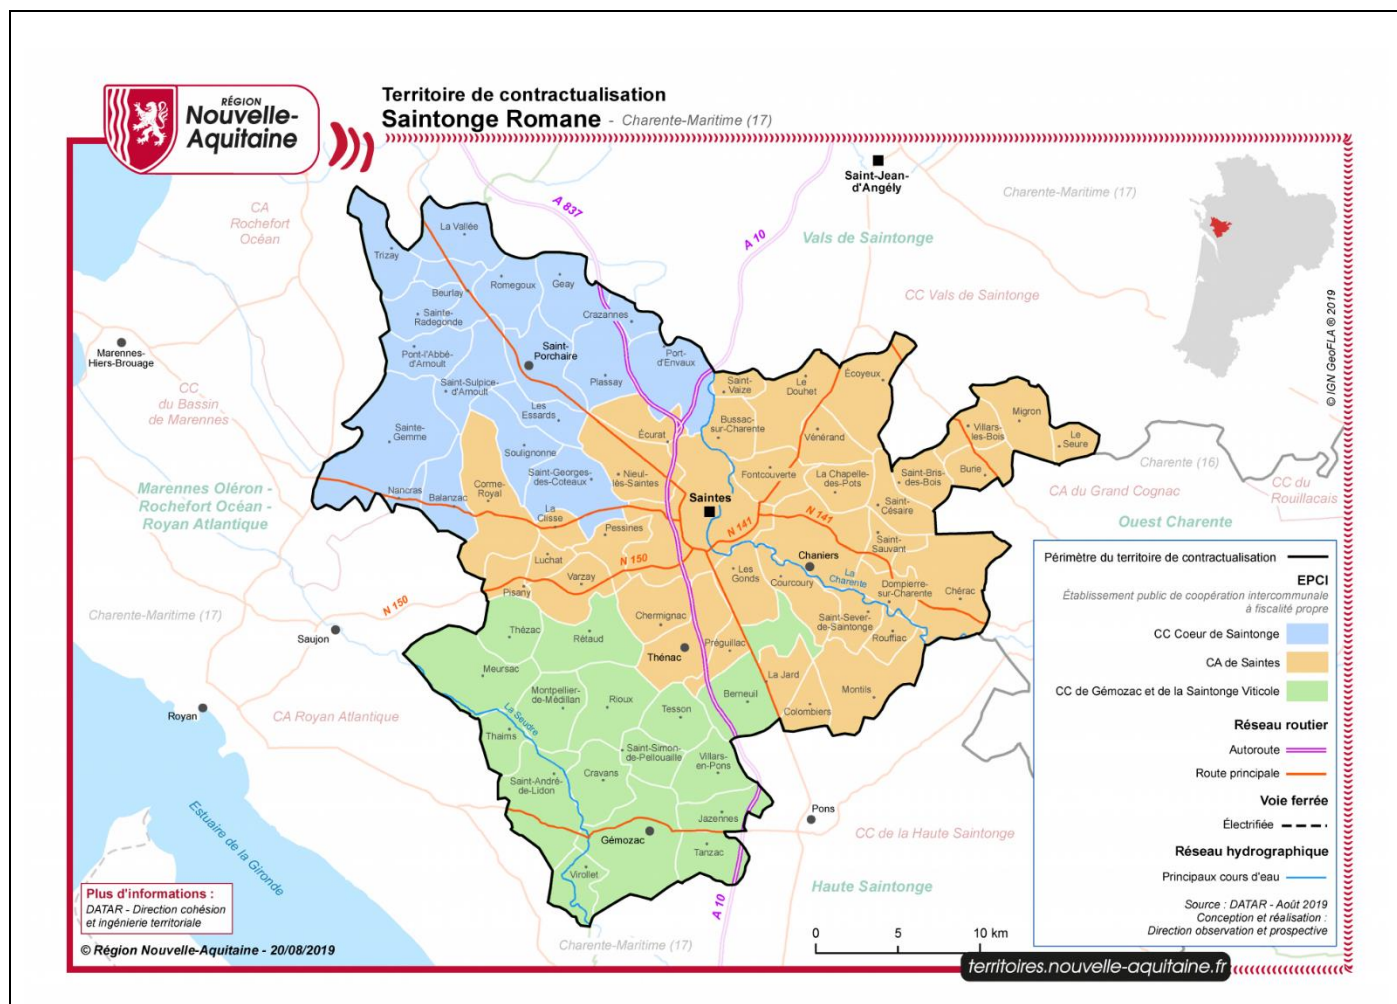 RÉGION
Nouvelle-
Aquitaine
Territoire de contractualisation
Saintonge Romane - Charente-Maritime (17)
A 837
A 10
Saint-Jean-
d'Angély
Charente-Maritime (17)
Vals de Saintonge
CC Vals de Saintonge
CA
Rochefort
Océan
La Vallée
Trizay
Romegoux
Geay
Beurlay
Crazannes
Sainte-
Radegonde
Marennes-
Hiers-Brouage
Pont-l'Abbé-
d'Arnoult
Saint-
Porchaire
Port-
d'Envaux
Plassay
Saint-Sulpice-
d'Arnoult
Saint-
Vaize
Le
Douhet
Écoyeux
CC
du Bassin
de Marennes
Les
Essards
Bussac-
sur-Charente
Vénérand
Migron
Villars-
les-Bois
Le
Seure
Sainte-
Gemme
Écurat
Soulignonne
Saint-Georges-
des-Coteaux
Nieul-
lès-Saintes
Fontcouverte
La Chapelle-
des-Pots
Saint-Bris-
des-Bois
Burie
Charente (16)
CA du Grand Cognac
CC du
Rouillacais
Ouest Charente
Marennes Oléron -
Rochefort Océan -
Royan Atlantique
Nancras
Balanzac
Corme-
Royal
La
Clisse
Saintes
Saint-
Césaire
N 141
N 141
Pessines
Saint-
Sauvant
Luchat
N 150
Varzay
Pisany
Les
Gonds
Chaniers
Courcoury
La
Charente
Dompierre-
sur-Charente
Chérac
N 150
Charente-Maritime (17)
Saujon
Chermignac
Saint-Sever-
de-Saintonge
Rouffiac
Thézac
Rétaud
Préguillac
Thénac
Meursac
La Jard
Montils
Berneuil
Colombiers
Montpellier-
de-Médillan
Rioux
Tesson
Royan
CA Royan Atlantique
La Seudre
Thaims
Saint-Simon-
de-Pellouaille
Villars-
en-Pons
Cravans
Saint-André-
de-Lidon
Jazennes
Pons
Gémozac
Tanzac
CC de la Haute Saintonge
Virollet
Haute Saintonge
A 10
Estuaire de la Gironde
Charente-Maritime (17)
© IGN GeoFLA ® 2019
Périmètre du territoire de contractualisation
EPCI
Établissement public de coopération intercommunale
à fiscalité propre
CC Coeur de Saintonge
CA de Saintes
CC de Gémozac et de la Saintonge Viticole
Réseau routier
Autoroute
Route principale
Voie ferrée
Électrifiée
Réseau hydrographique
Principaux cours d'eau
Source : DATAR - Août 2019
Conception et réalisation :
Direction observation et prospective
Plus d'informations :
DATAR - Direction cohésion
et ingénierie territoriale
© Région Nouvelle-Aquitaine - 20/08/2019
0 5 10 km
territoires.nouvelle-aquitaine.fr